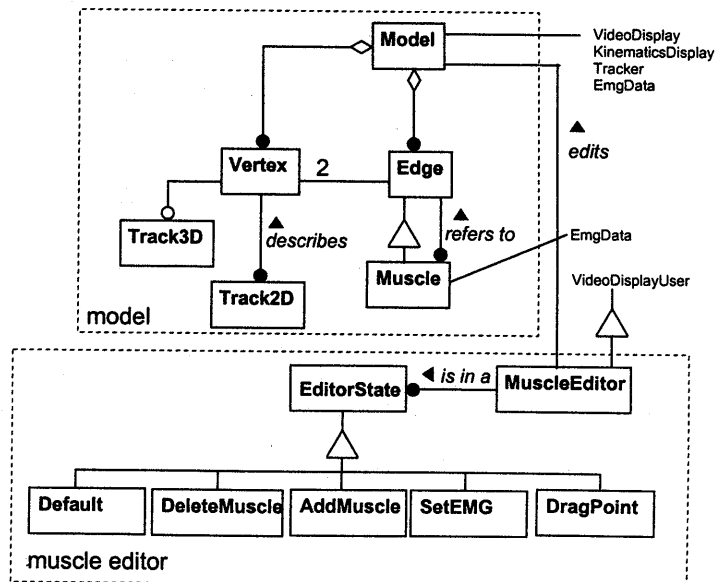 Model
VideoDisplay
KinematicsDisplay
Tracker
EmgData
edits
Vertex
2
Edge
Track3D
describes
refers to
EmgData
Track2D
Muscle
VideoDisplayUser
model
EditorState
is in a
MuscleEditor
Default
DeleteMuscle
AddMuscle
SetEMG
DragPoint
muscle editor